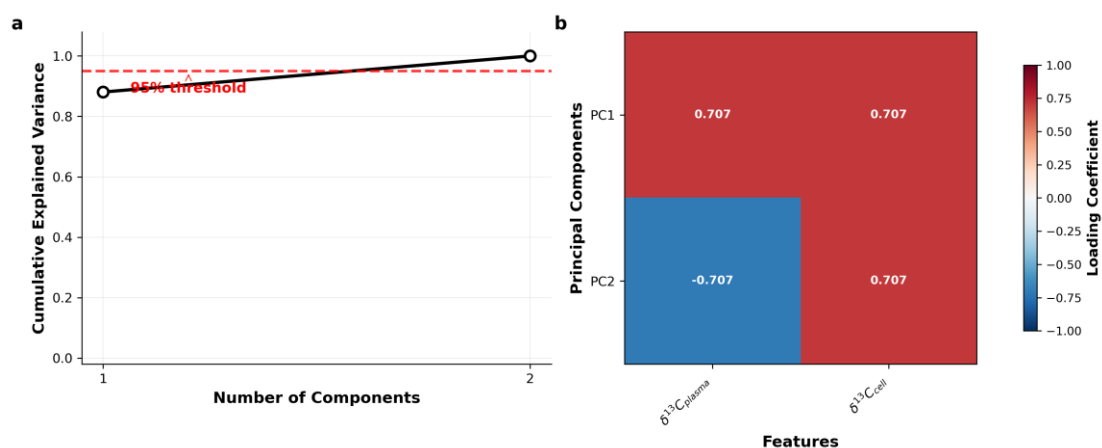 a
Cumulative Explained Variance
1.0
0.8
0.6
0.4
0.2
0.0
95% threshold
1
2
Number of Components
b
Principal Components
PC1
PC2
0.707
0.707
-0.707
0.707
δ¹³C_plasma
δ¹³C_cell
Features
1.00
0.75
0.50
0.25
0.00
−0.25
−0.50
−0.75
−1.00
Loading Coefficient